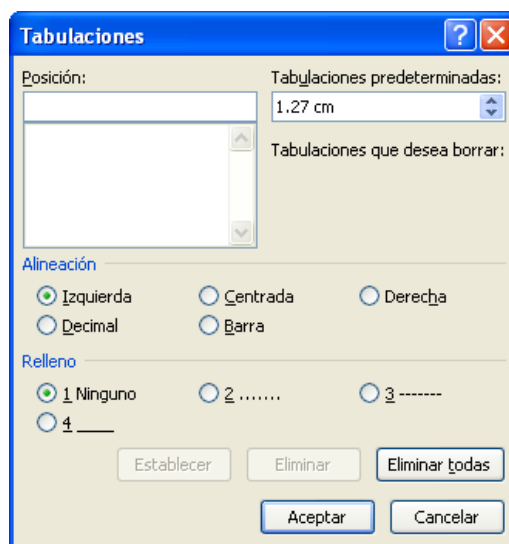 Tabulaciones
Posición:
Tabulaciones predeterminadas:
1.27 cm
Tabulaciones que desea borrar:
Alineación
Izquierda Centrada Derecha
Decimal Barra
Relleno
1 Ninguno 2 ....... 3 -------
4 ____
Establecer Eliminar Eliminar todas
Aceptar Cancelar